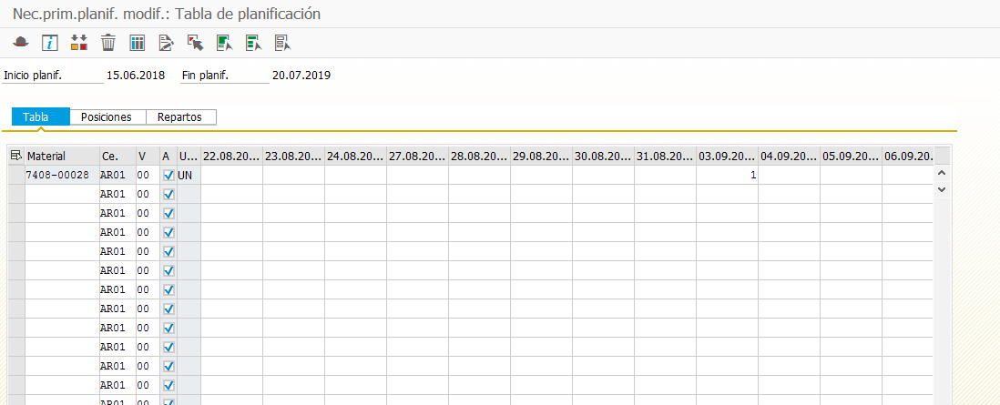 Nec.prim.planif. modif.: Tabla de planificación
Inicio planif. 15.06.2018 Fin planif. 20.07.2019
Tabla Posiciones Repartos
Material Ce. V A U... 22.08.20... 23.08.20... 24.08.20... 27.08.20... 28.08.20... 29.08.20... 30.08.20... 31.08.20... 03.09.20... 04.09.20... 05.09.20... 06.09.20...
7408-00028 AR01 00 UN 1
AR01 00
AR01 00
AR01 00
AR01 00
AR01 00
AR01 00
AR01 00
AR01 00
AR01 00
AR01 00
AR01 00
AR01 00